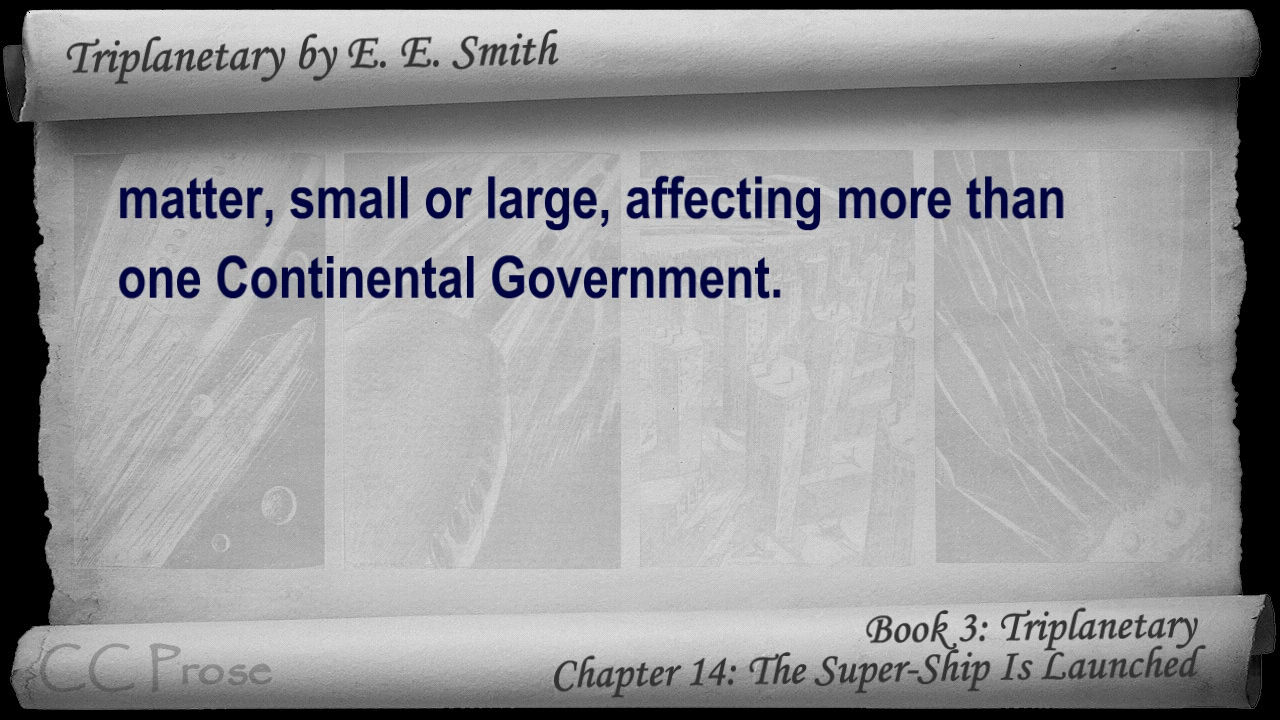 Triplanetary by E. E. Smith
matter, small or large, affecting more than
one Continental Government.
Book 3: Triplanetary
Chapter 14: The Super-Ship Is Launched
CC Prose